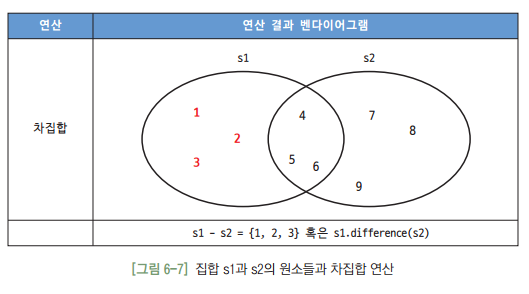 연산 연산 결과 벤다이어그램
차집합
s1 s2
1 4 7
2 8
3 5 6
9
s1 - s2 = {1, 2, 3} 혹은 s1.difference(s2)
[그림 6-7] 집합 s1과 s2의 원소들과 차집합 연산